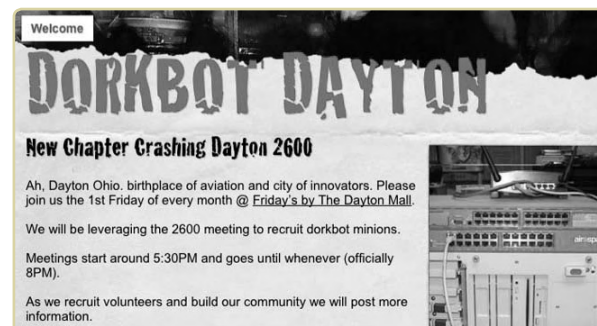 Welcome
DORKBOT DAYTON
New Chapter Crashing Dayton 2600
Ah, Dayton Ohio. birthplace of aviation and city of innovators. Please
join us the 1st Friday of every month @ Friday's by The Dayton Mall.
We will be leveraging the 2600 meeting to recruit dorkbot minions.
Meetings start around 5:30PM and goes until whenever (officially
8PM).
As we recruit volunteers and build our community we will post more
information.